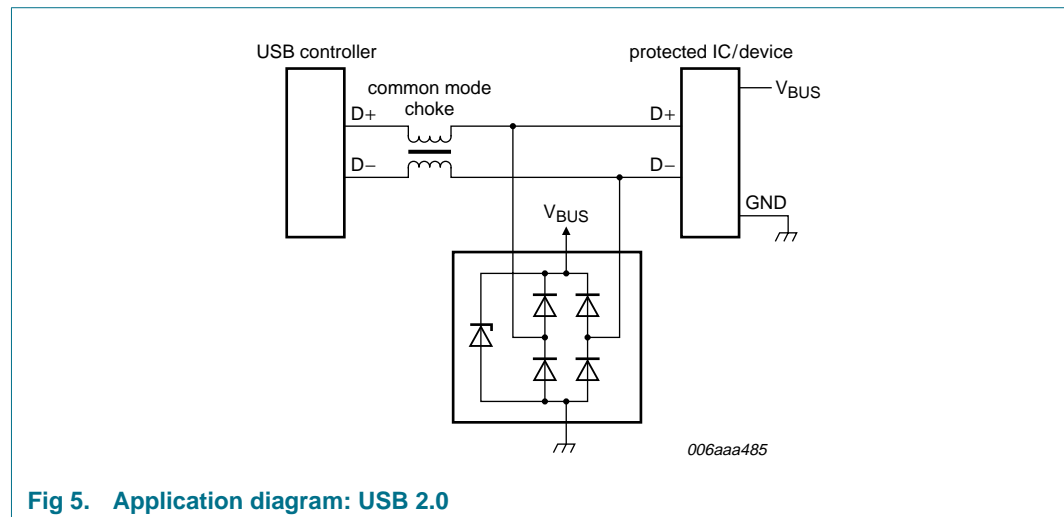 USB controller
protected IC/device
common mode
choke
VBUS
D+
D+
D−
D−
VBUS
GND
006aaa485
Fig 5. Application diagram: USB 2.0